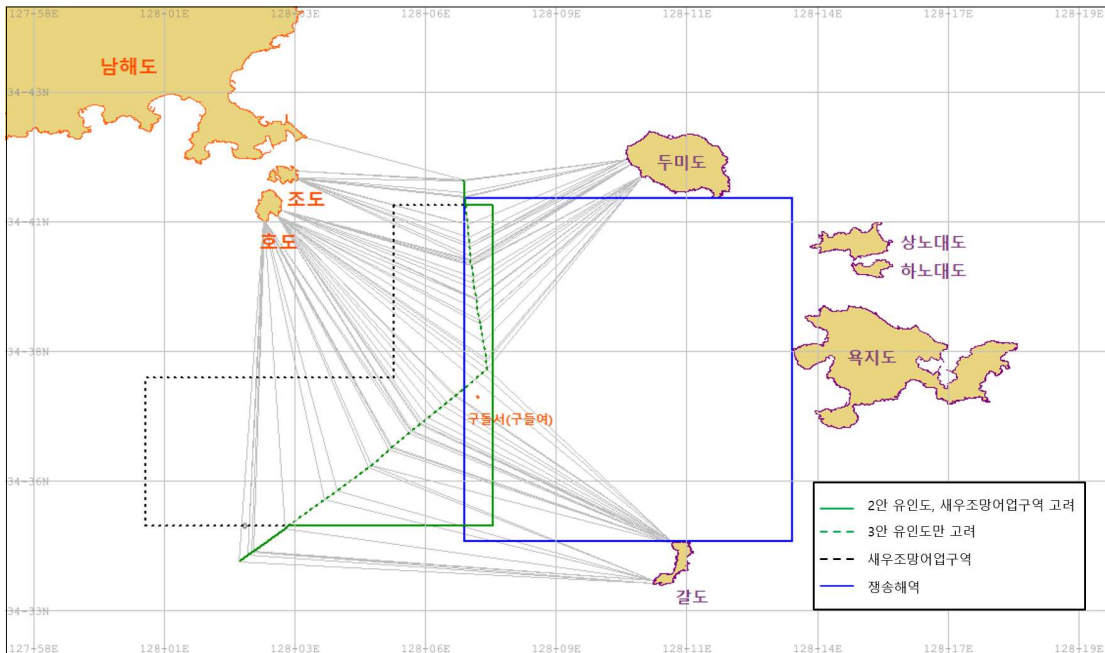 127-58E 128+01E 128+03E 128+06E 128+09E 128+11E 128+14E 128+17E 128+19E
남해도
34-43N
두미도
조도
34-41N
호도
상노대도
하노대도
34-38N
욕지도
구돌서(구들여)
34-36N
2안 유인도, 새우조망어업구역 고려
3안 유인도만 고려
새우조망어업구역
쟁송해역
갈도
34-33N
127-58E 128+01E 128+03E 128+06E 128+09E 128+11E 128+14E 128+17E 128+19E